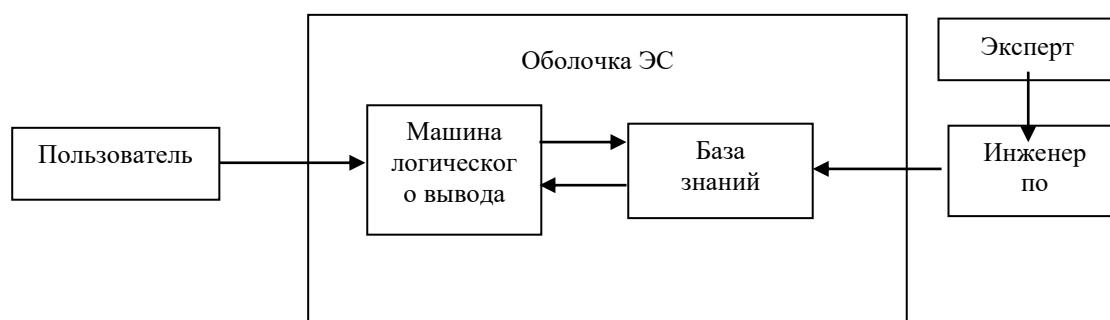 Оболочка ЭС
Эксперт
Пользователь
Машина
логическог
о вывода
База
знаний
Инженер
по